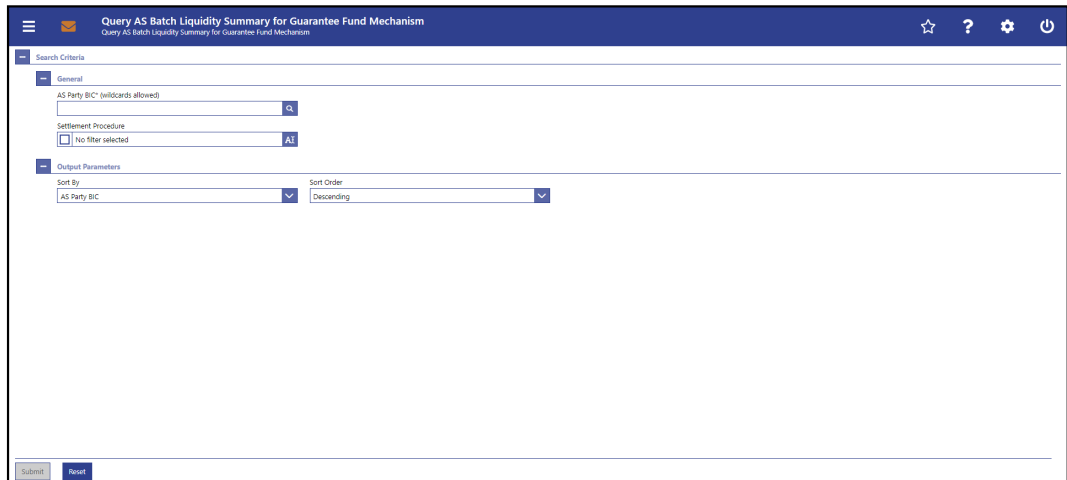 Query AS Batch Liquidity Summary for Guarantee Fund Mechanism
Query AS Batch Liquidity Summary for Guarantee Fund Mechanism
?
Search Criteria
General
AS Party BIC* (wildcards allowed)
Settlement Procedure
No filter selected
Output Parameters
Sort By Sort Order
AS Party BIC Descending
Submit Reset